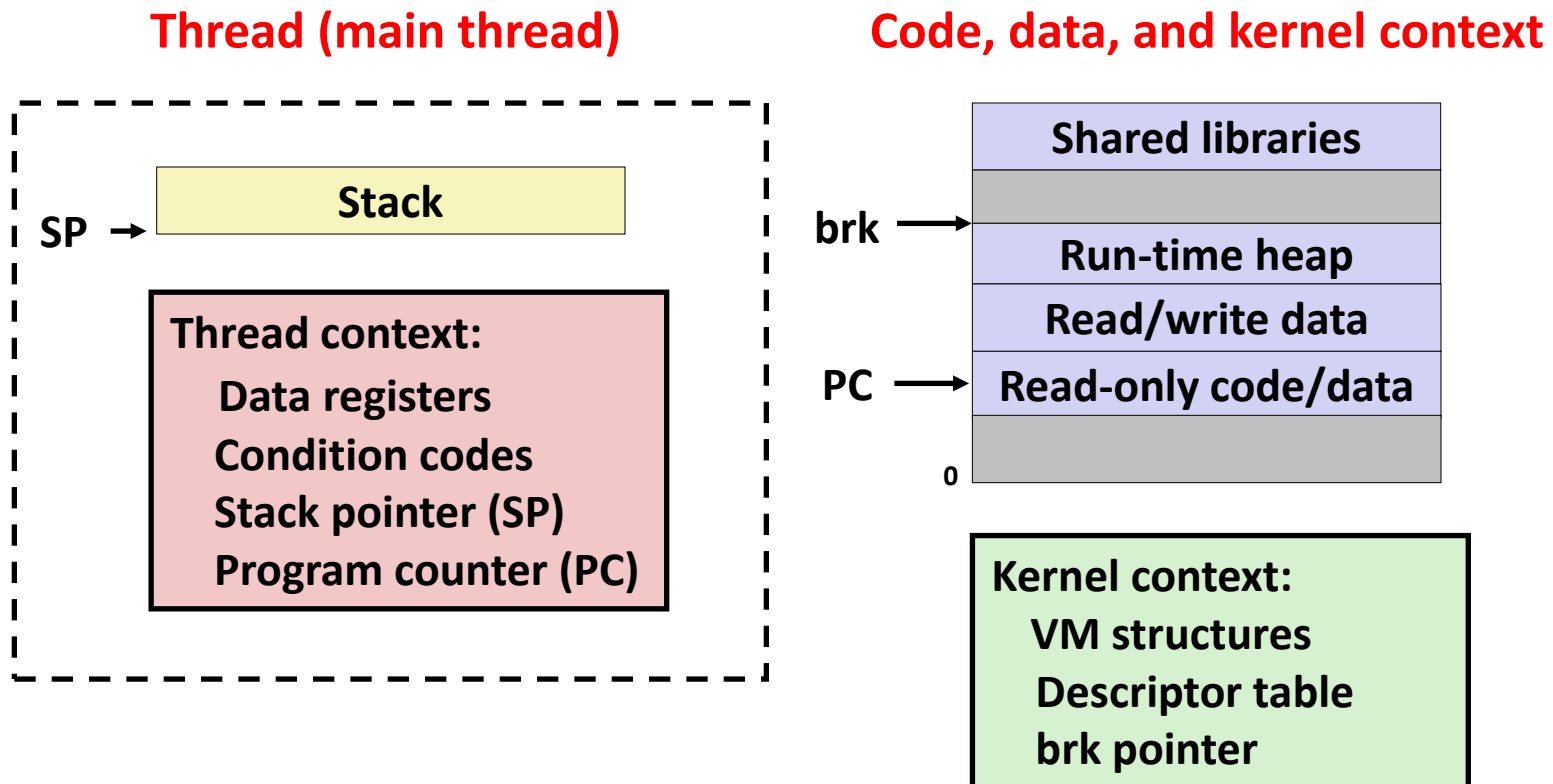 Thread (main thread)
Stack
SP
Thread context:
Data registers
Condition codes
Stack pointer (SP)
Program counter (PC)
Code, data, and kernel context
Shared libraries
brk
Run-time heap
Read/write data
PC
Read-only code/data
0
Kernel context:
VM structures
Descriptor table
brk pointer